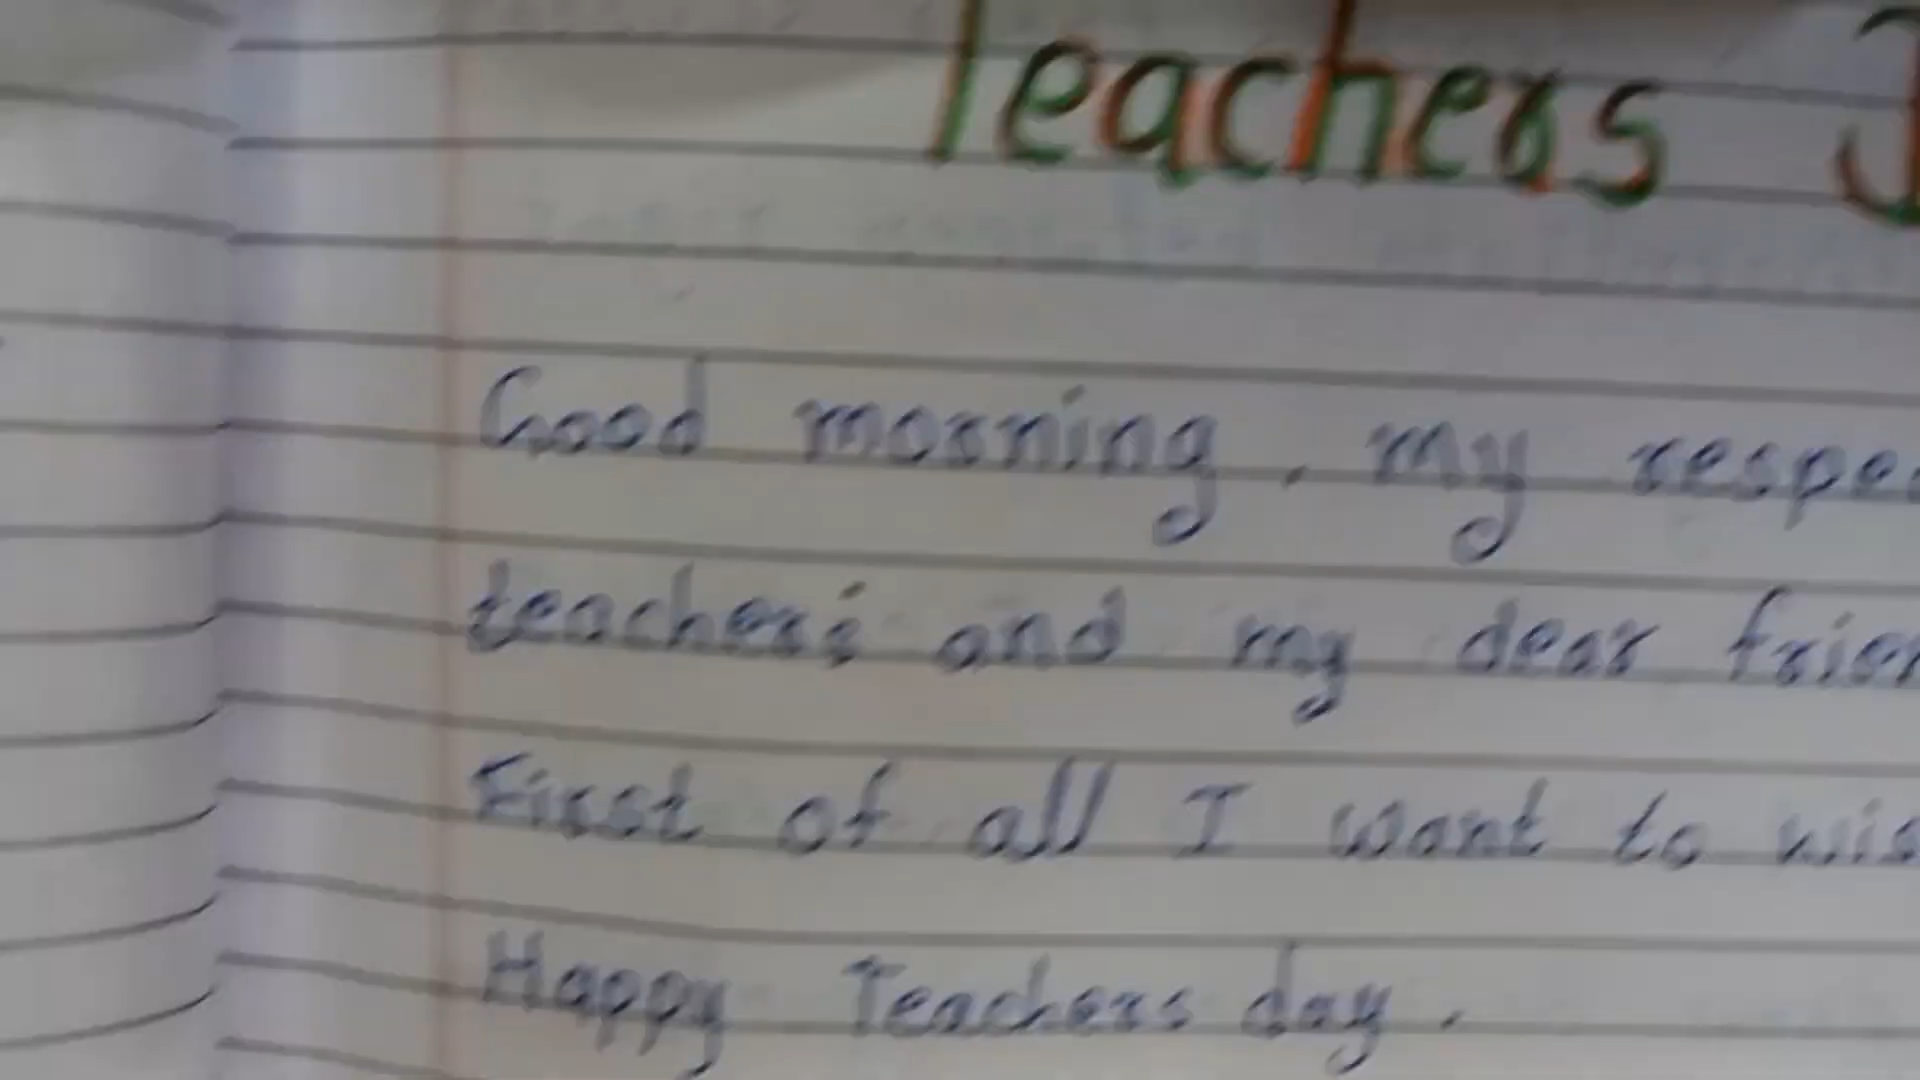 Teachers
Good morning, my
teachers and my dear
First of all I want to
Happy Teachers day.